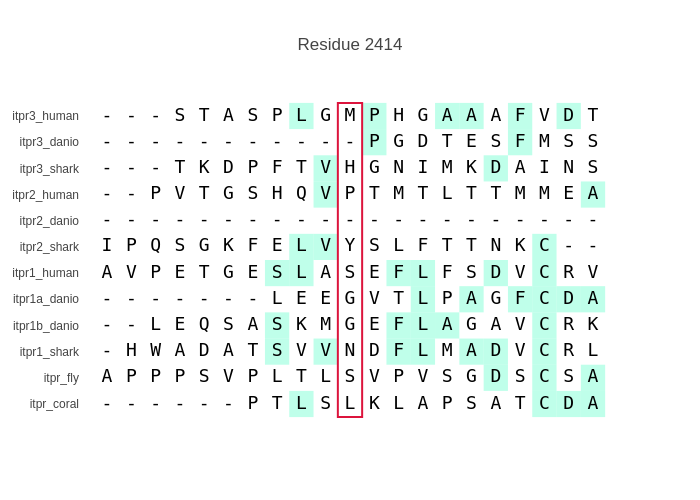 Residue 2414
itpr3_human - - - S T A S P L G M P H G A A A F V D T
itpr3_danio - - - - - - - - - - - P G D T E S F M S S
itpr3_shark - - - T K D P F T V H G N I M K D A I N S
itpr2_human - - P V T G S H Q V P T M T L T T M M E A
itpr2_danio - - - - - - - - - - - - - - - - - - - - -
itpr2_shark I P Q S G K F E L V Y S L F T T N K C - -
itpr1_human A V P E T G E S L A S E F L F S D V C R V
itpr1a_danio - - - - - - - L E E G V T L P A G F C D A
itpr1b_danio - - L E Q S A S K M G E F L A G A V C R K
itpr1_shark - H W A D A T S V V N D F L M A D V C R L
itpr_fly A P P P S V P L T L S V P V S G D S C S A
itpr_coral - - - - - - P T L S L K L A P S A T C D A